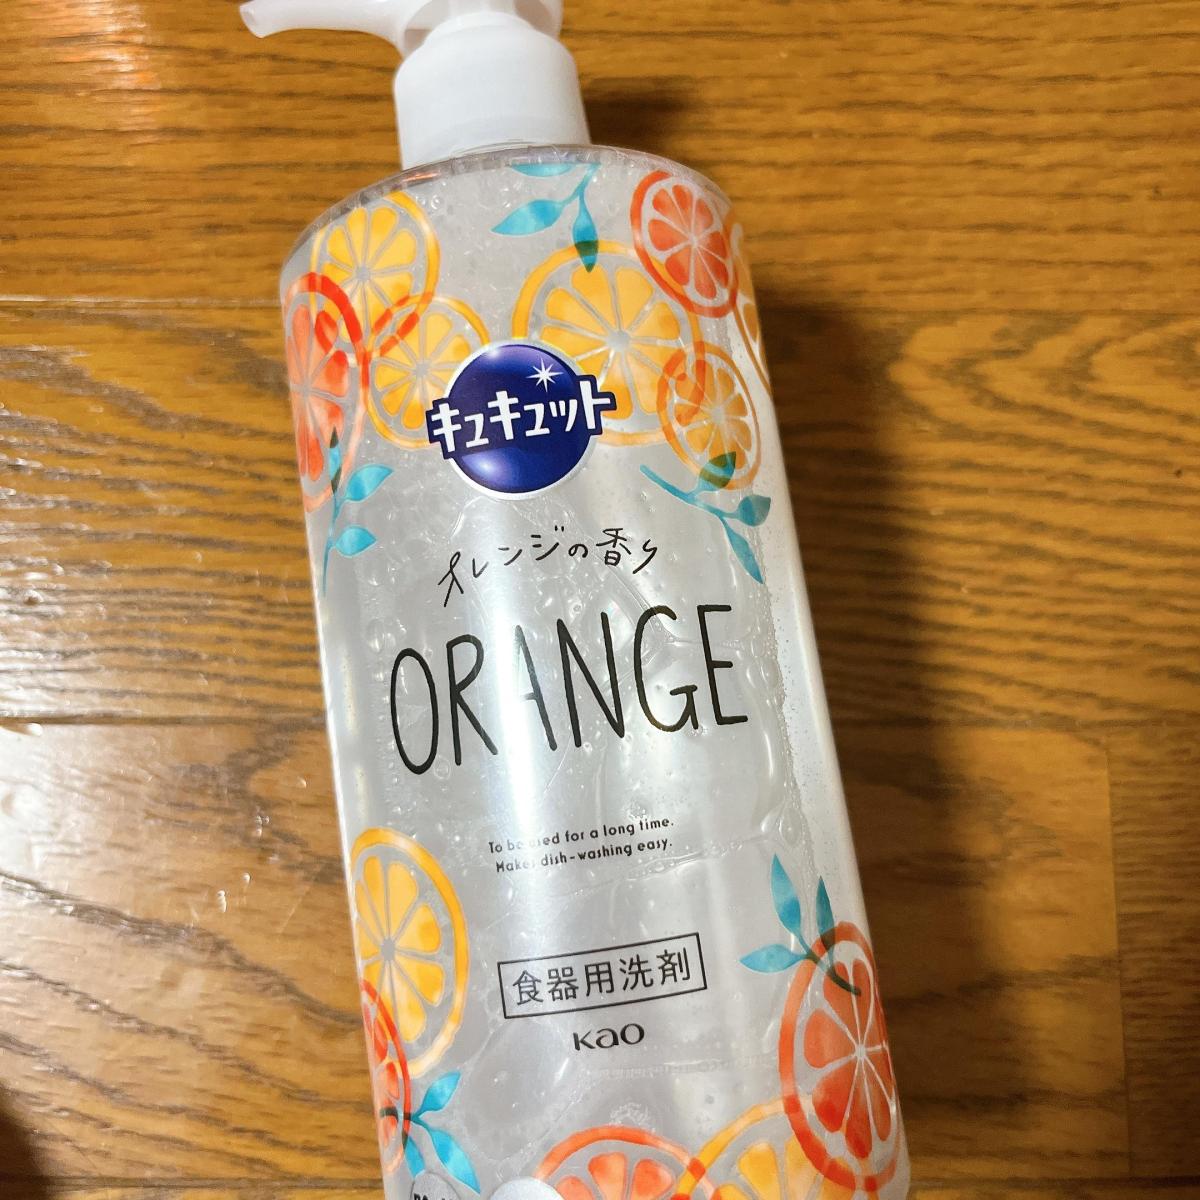 キュキュット
オレンジの香り
ORANGE
To be used for a long time.
Makes dish-washing easy.
食器用洗剤
Kao